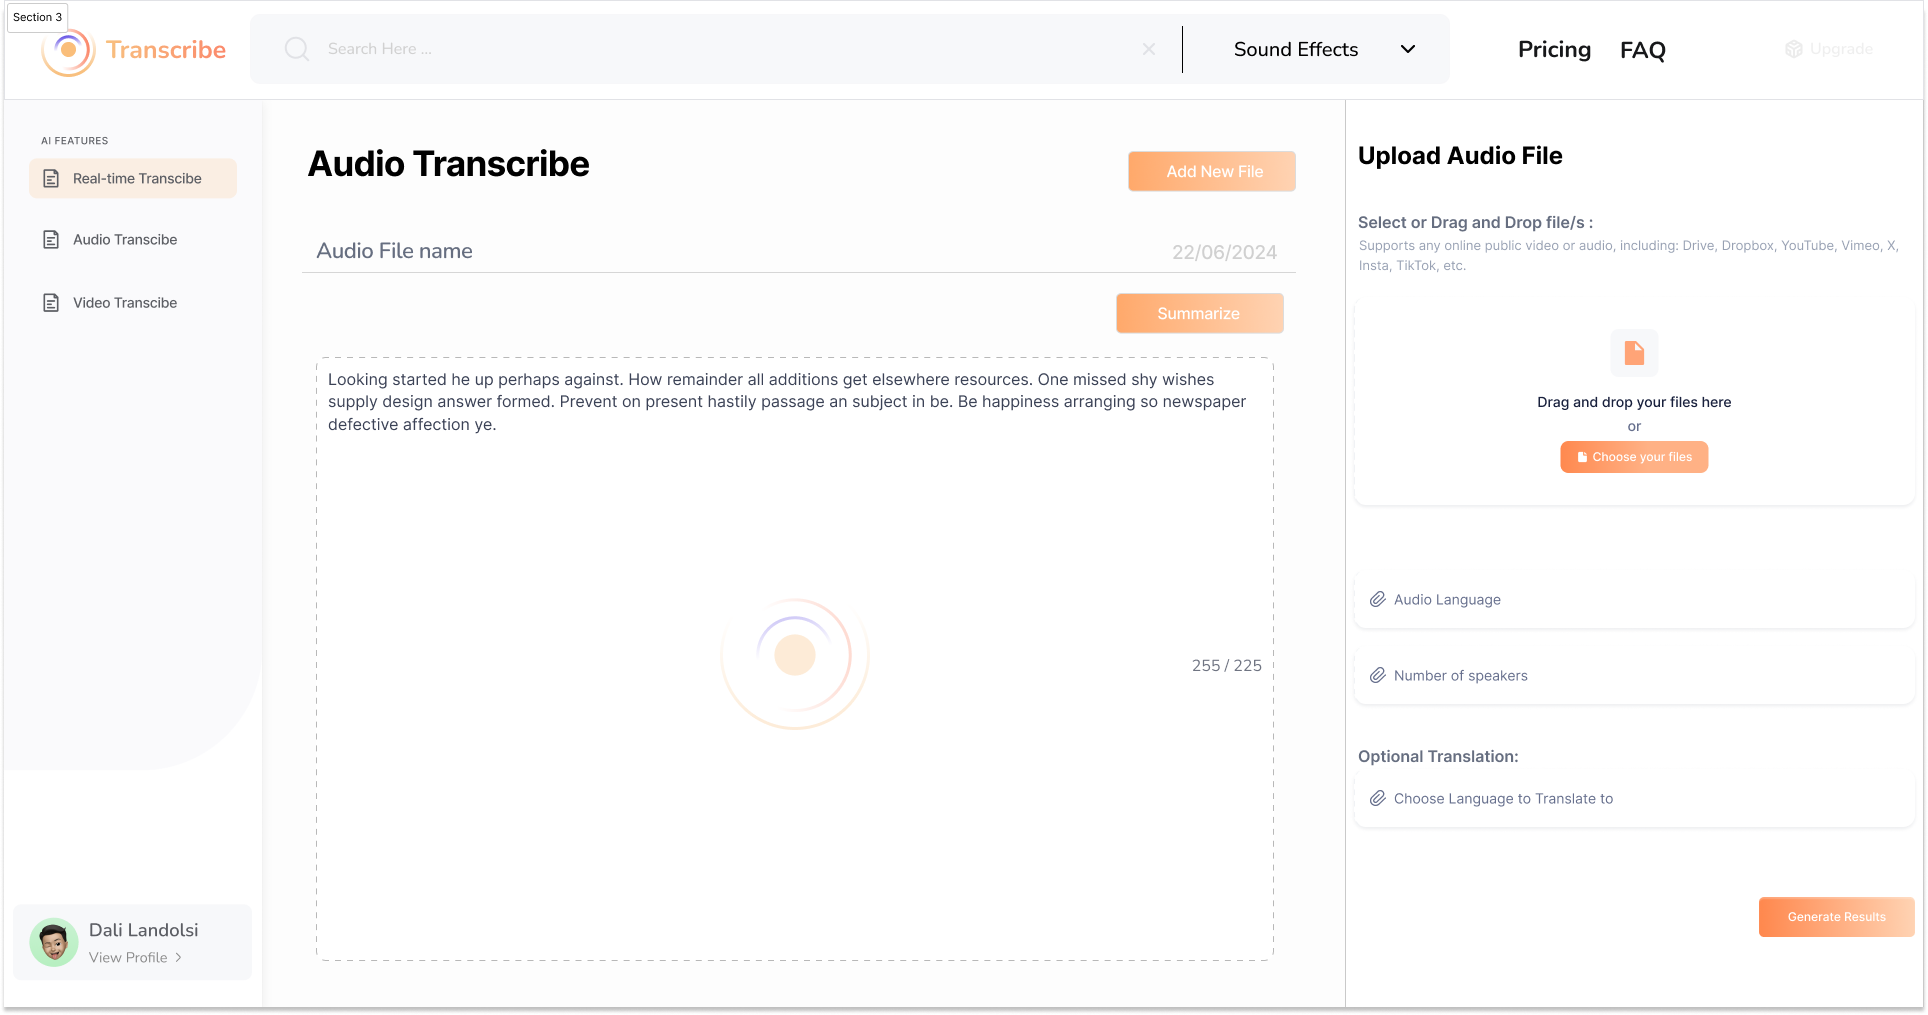 Section 3
Transcribe
Search Here ...
Sound Effects
Pricing
FAQ
Upgrade
AI FEATURES
Real-time Transcibe
Audio Transcibe
Video Transcibe
Dali Landolsi
View Profile
Audio Transcribe
Add New File
Audio File name
22/06/2024
Summarize
Looking started he up perhaps against. How remainder all additions get elsewhere resources. One missed shy wishes
supply design answer formed. Prevent on present hastily passage an subject in be. Be happiness arranging so newspaper
defective affection ye.
255 / 225
Upload Audio File
Select or Drag and Drop file/s :
Supports any online public video or audio, including: Drive, Dropbox, YouTube, Vimeo, X,
Insta, TikTok, etc.
Drag and drop your files here
or
Choose your files
Audio Language
Number of speakers
Optional Translation:
Choose Language to Translate to
Generate Results